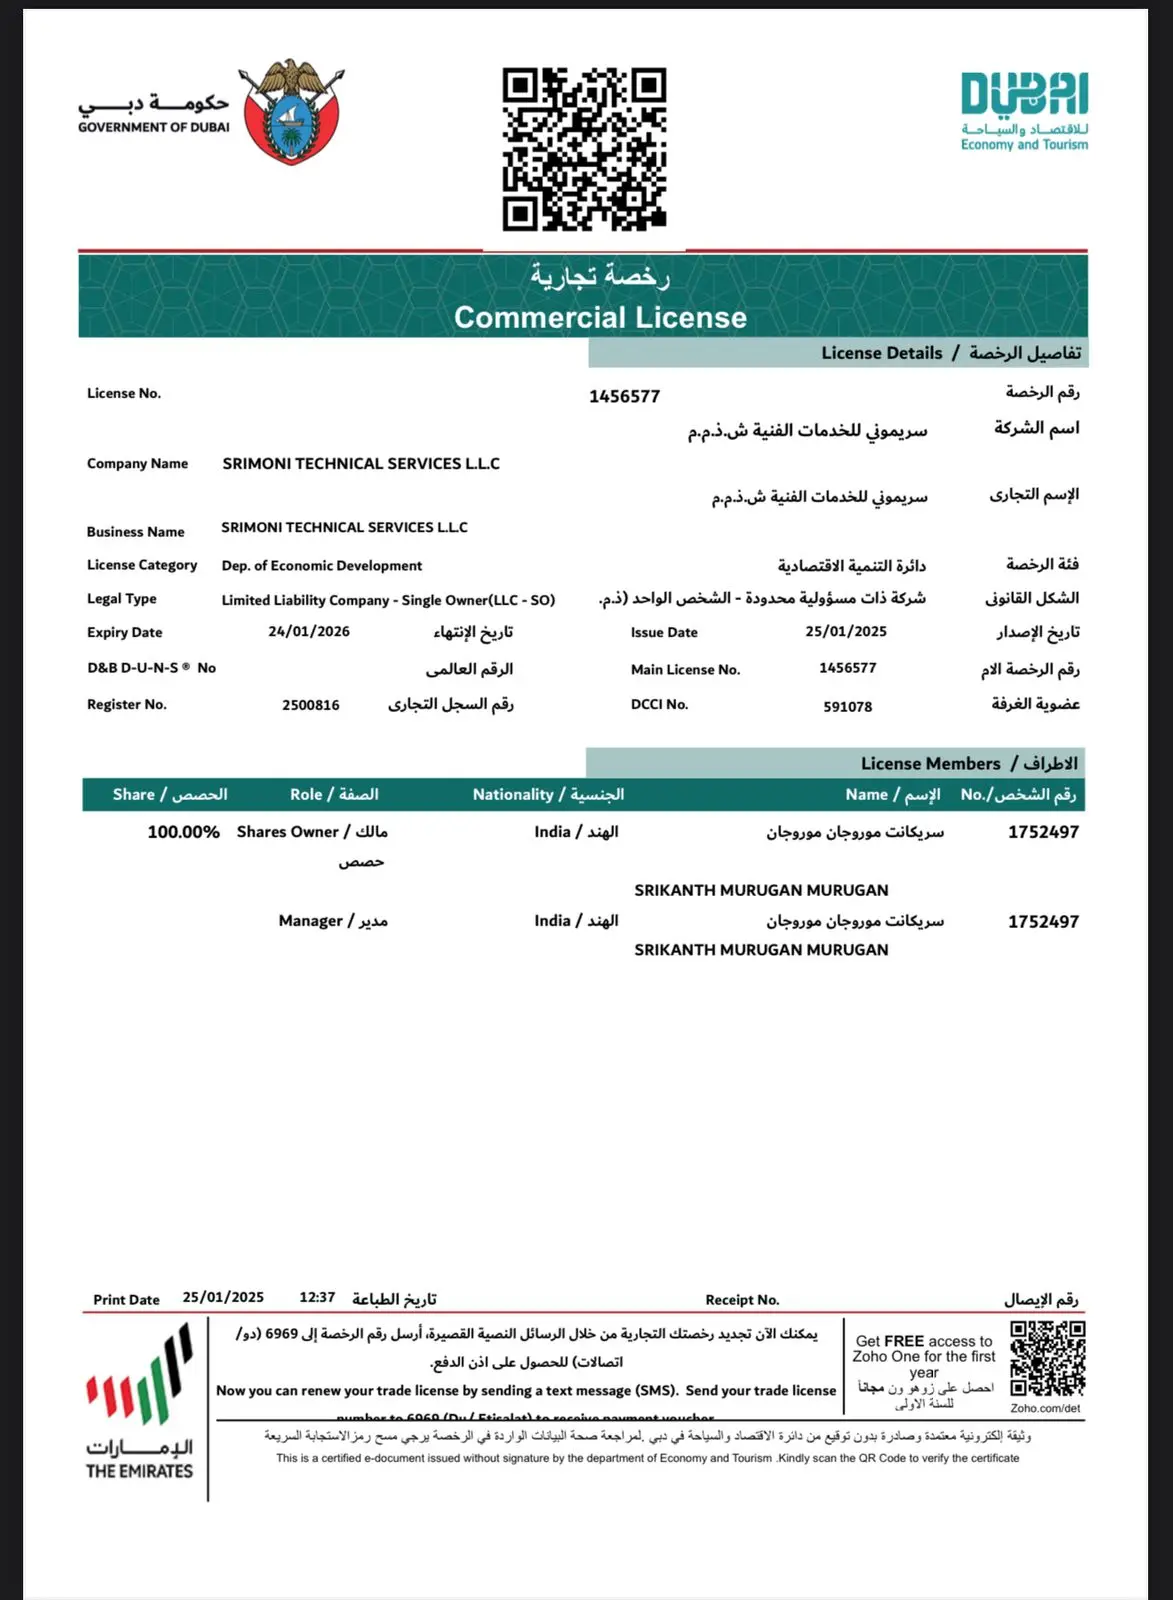 حكومة دبي
GOVERNMENT OF DUBAI
DUBAI
للاقتصاد والسياحة
Economy and Tourism
رخصة تجارية
Commercial License
License Details / تفاصيل الرخصة
License No. 1456577 رقم الرخصة
سريموني للخدمات الفنية ش.ذ.م.م اسم الشركة
Company Name SRIMONI TECHNICAL SERVICES L.L.C
سريموني للخدمات الفنية ش.ذ.م.م الإسم التجارى
Business Name SRIMONI TECHNICAL SERVICES L.L.C
License Category Dep. of Economic Development دائرة التنمية الاقتصادية فئة الرخصة
Legal Type Limited Liability Company - Single Owner(LLC - SO) شركة ذات مسؤولية محدودة - الشخص الواحد (ذ.م. الشكل القانونى
Expiry Date 24/01/2026 تاريخ الإنتهاء Issue Date 25/01/2025 تاريخ الإصدار
D&B D-U-N-S ® No الرقم العالمى Main License No. 1456577 رقم الرخصة الام
Register No. 2500816 رقم السجل التجارى DCCI No. 591078 عضوية الغرفة
License Members / الاطراف
Share / الحصص Role / الصفة Nationality / الجنسية Name / الإسم No./رقم الشخص
100.00% Shares Owner / مالك India / الهند سريكانت موروجان موروجان 1752497
حصص
SRIKANTH MURUGAN MURUGAN
Manager / مدير India / الهند سريكانت موروجان موروجان 1752497
SRIKANTH MURUGAN MURUGAN
Print Date 25/01/2025 12:37 تاريخ الطباعة Receipt No. رقم الإيصال
يمكنك الآن تجديد رخصتك التجارية من خلال الرسائل النصية القصيرة، أرسل رقم الرخصة إلى 6969 (دو/
اتصالات) للحصول على اذن الدفع.
Now you can renew your trade license by sending a text message (SMS). Send your trade license
number to 6969 (Du/ Etisalat) to receive payment voucher
Get FREE access to
Zoho One for the first
year
احصل على زوهو ون مجاناً
للسنة الاولى
Zoho.com/det
الإمارات
THE EMIRATES
وثيقة إلكترونية معتمدة وصادرة بدون توقيع من دائرة الاقتصاد والسياحة في دبي .لمراجعة صحة البيانات الواردة في الرخصة يرجي مسح رمز الاستجابة السريعة
This is a certified e-document issued without signature by the department of Economy and Tourism .Kindly scan the QR Code to verify the certificate